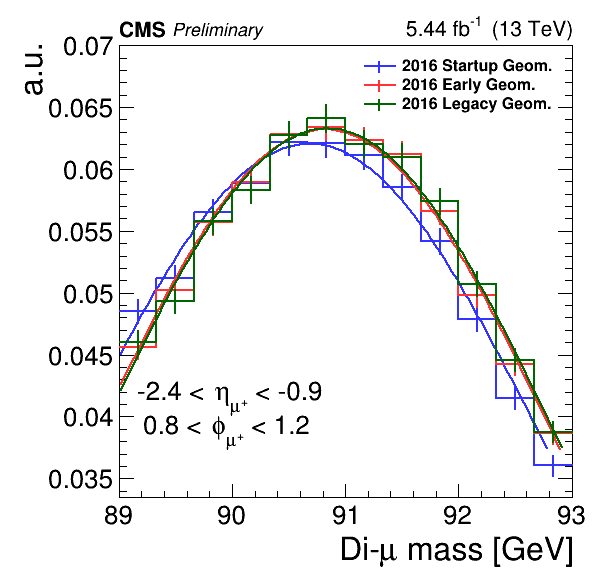 CMS Preliminary 5.44 fb⁻¹ (13 TeV)
a.u.
0.07
0.065
0.06
0.055
0.05
0.045
0.04
0.035
2016 Startup Geom.
2016 Early Geom.
2016 Legacy Geom.
-2.4 < η_μ⁺ < -0.9
0.8 < ϕ_μ⁺ < 1.2
89 90 91 92 93
Di-μ mass [GeV]